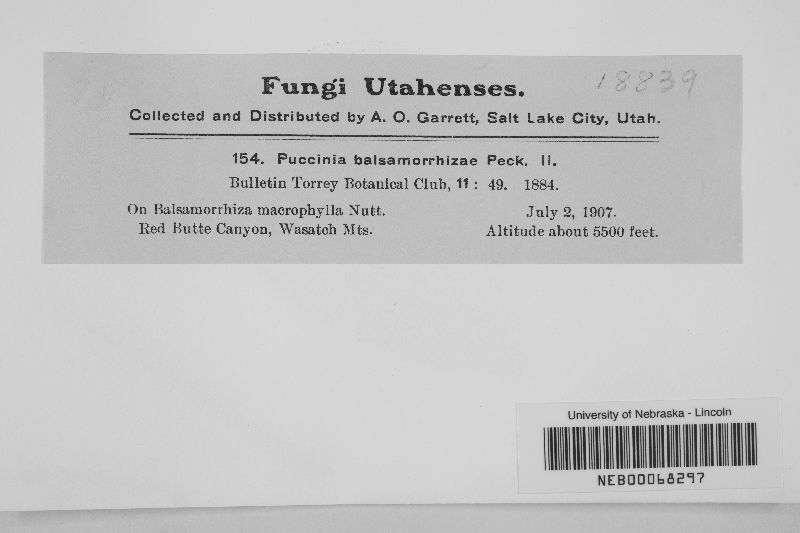 Fungi Utahenses. 18839
Collected and Distributed by A. O. Garrett, Salt Lake City, Utah.
154. Puccinia balsamorrhizae Peck. II.
Bulletin Torrey Botanical Club, 11 : 49. 1884.
On Balsamorrhiza macrophylla Nutt. July 2, 1907.
Red Butte Canyon, Wasatch Mts. Altitude about 5500 feet.
University of Nebraska - Lincoln
NEB00068297